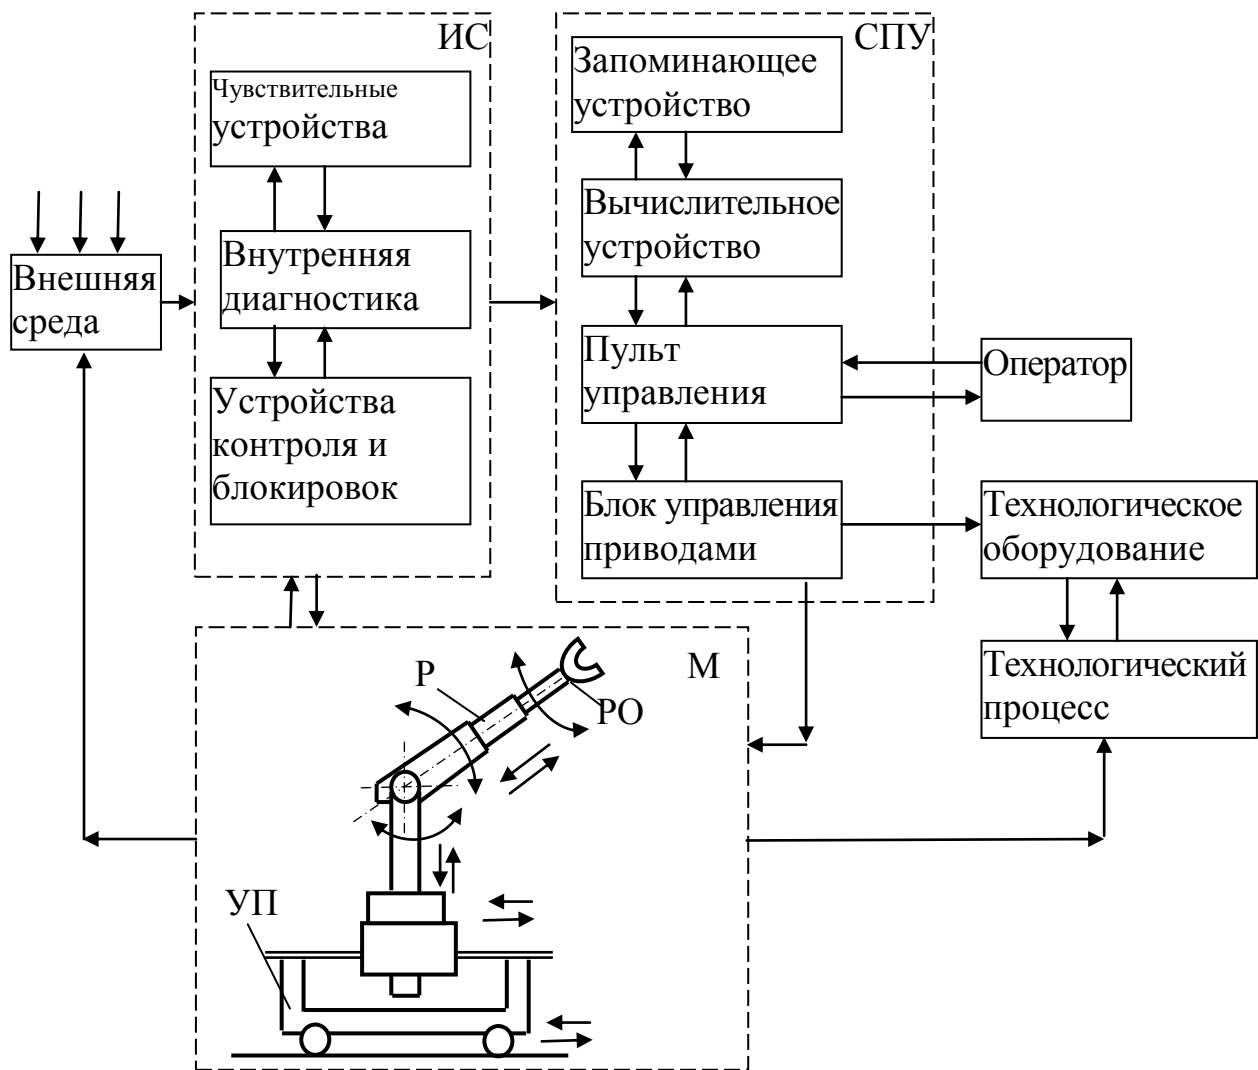 ИС
Чувствительные
устройства
Внутренняя
диагностика
Устройства
контроля и
блокировок
Внешняя
среда
СПУ
Запоминающее
устройство
Вычислительное
устройство
Пульт
управления
Блок управления
приводами
Оператор
Технологическое
оборудование
Технологический
процесс
М
Р
РО
УП